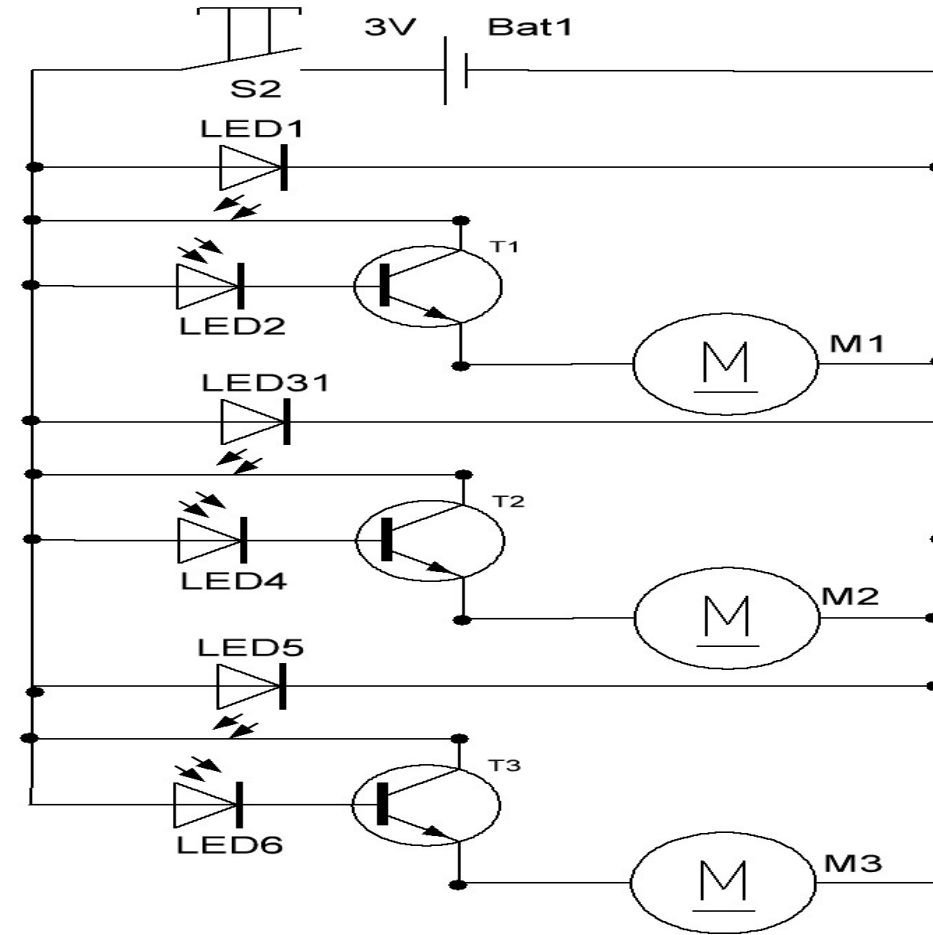 3V Bat1
S2
LED1
T1
LED2
M M1
LED31
T2
LED4
M M2
LED5
T3
LED6
M M3